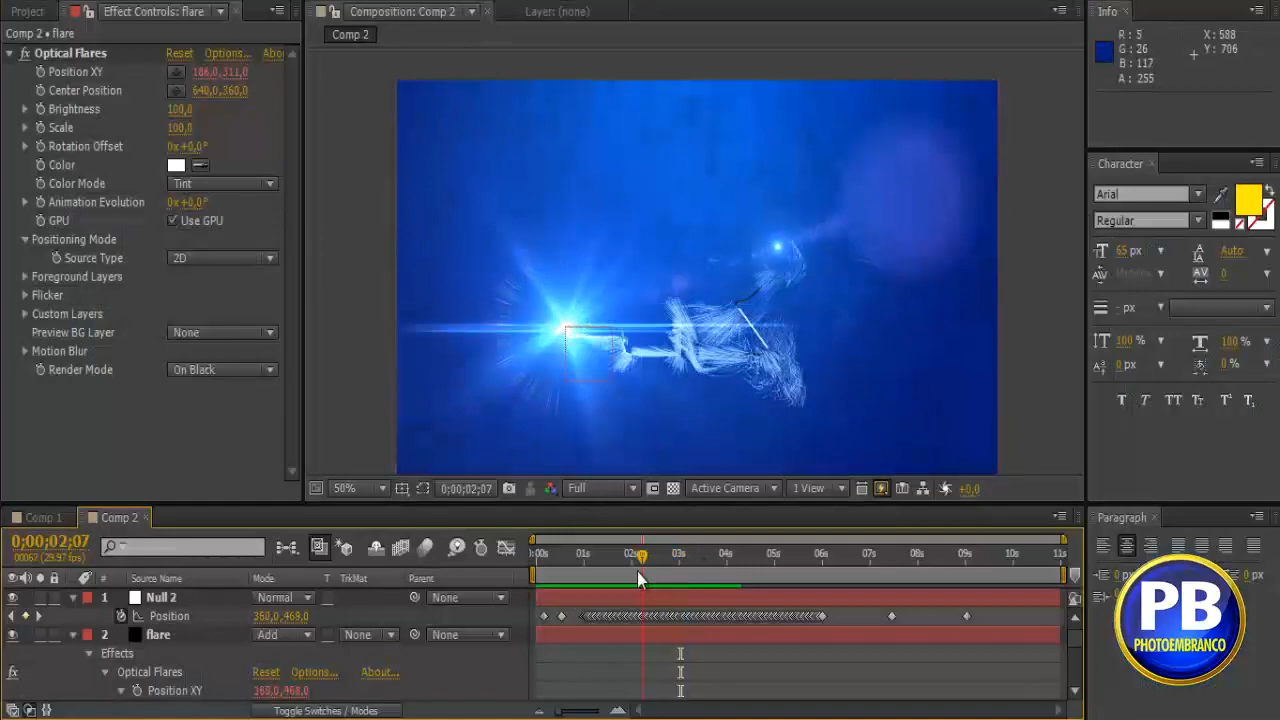 Project
Effect Controls: flare
Composition: Comp 2
Layer: (none)
Info
Comp 2 • flare
Comp 2
R: 5
G: 26
B: 117
A: 255
X: 588
Y: 706
fx Optical Flares Reset Options... Abo
Position XY 186,0,311,0
Center Position 640,0,360,0
Brightness 100,0
Scale 100,0
Rotation Offset 0x+0,0°
Color
Color Mode Tint
Animation Evolution 0x+0,0°
GPU Use GPU
Positioning Mode
Source Type 2D
Foreground Layers
Flicker
Custom Layers
Preview BG Layer None
Motion Blur
Render Mode On Black
Character
Arial
Regular
65 px Auto
Metrics 0
- px
100 % 100 %
0 px 0 %
T T TT Tt T¹ T₁
50% 0;00;02;07 Full Active Camera 1 View +0,0
Comp 1 Comp 2
0;00;02;07
00067 (29.97 fps)
:00s 01s 02s 03s 04s 05s 06s 07s 08s 09s 10s 11s
# Source Name Mode T TrkMat Parent
1 Null 2 Normal None
Position 360,0,469,0
2 flare Add None None
Effects
fx Optical Flares Reset Options... About...
Position XY 360,0,468,0
Toggle Switches / Modes
Paragraph
0 px 0 px
PB
PHOTOEMBRANCO